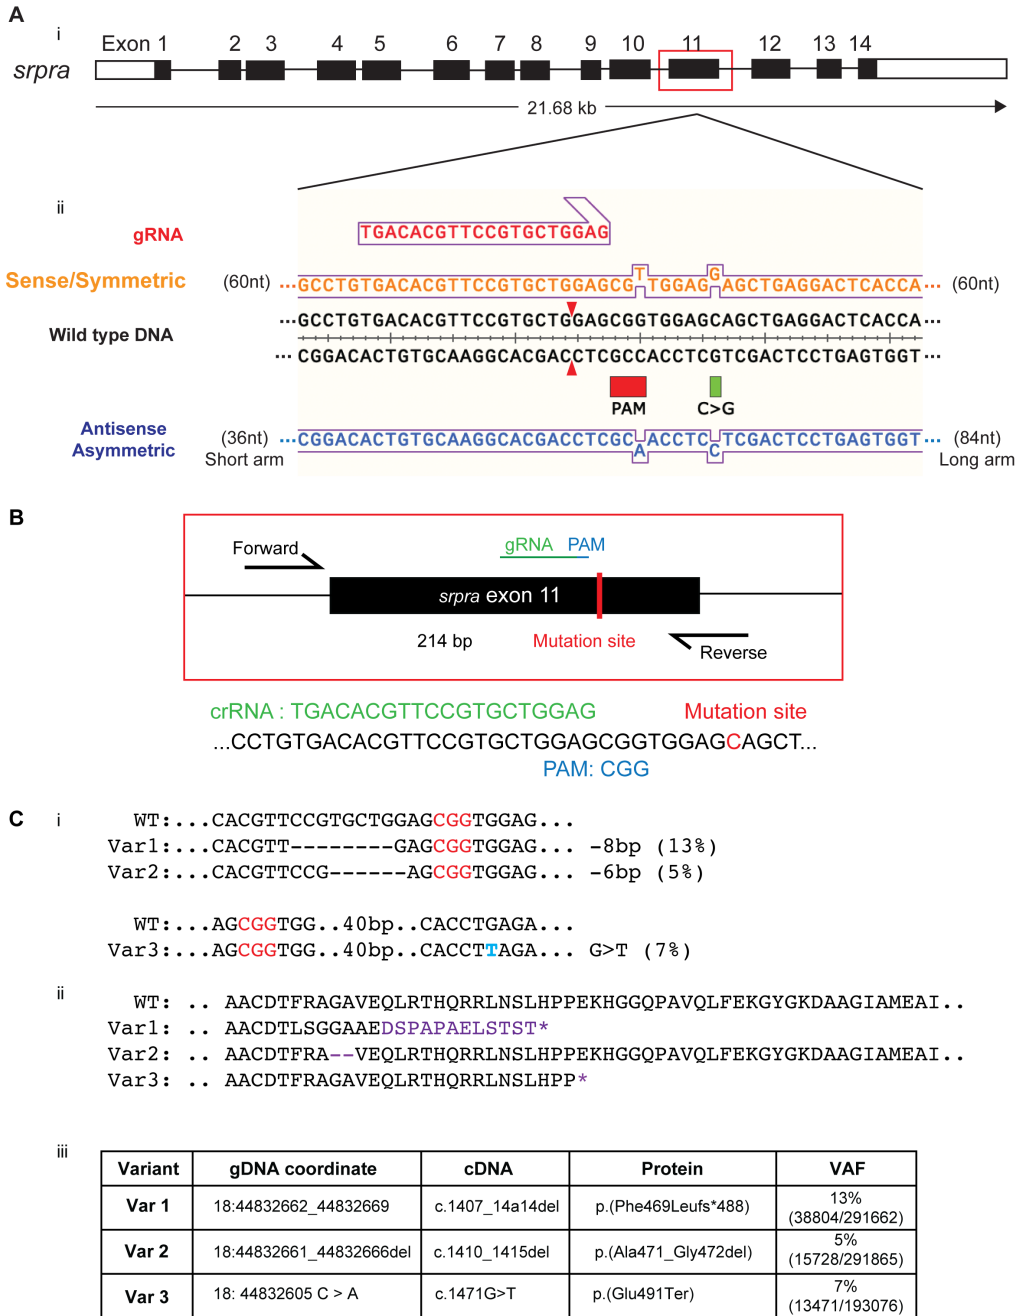 A
i
Exon 1 2 3 4 5 6 7 8 9 10 11 12 13 14
srpra
21.68 kb
ii
gRNA
TGACACGTTCCGTGCTGGAG
Sense/Symmetric
(60nt) ...GCCTGTGACACGTTCCGTGCTGGAGCGTTGGAGGAGCTGAGGACTCACCA... (60nt)
Wild type DNA
...GCCTGTGACACGTTCCGTGCTGGAGCGGTGGAGCAGCTGAGGACTCACCA...
...CGGACACTGTGCAAGGCACGACCTCGCCACCTCGTCGACTCCTGAGTGGT...
PAM C>G
Antisense
Asymmetric
(36nt) ...CGGACACTGTGCAAGGCACGACCTCGCAACCTCCTCGACTCCTGAGTGGT... (84nt)
Short arm Long arm
B
Forward
gRNA PAM
srpra exon 11
214 bp Mutation site
Reverse
crRNA : TGACACGTTCCGTGCTGGAG Mutation site
...CCTGTGACACGTTCCGTGCTGGAGCGGTGGAGCAGCT...
PAM: CGG
C
i
WT:...CACGTTCCGTGCTGGAGCGGTGGAG...
Var1:...CACGTT--------GAGCGGTGGAG... -8bp (13%)
Var2:...CACGTTCCG------AGCGGTGGAG... -6bp (5%)
WT:...AGCGGTGG..40bp..CACCTGAGA...
Var3:...AGCGGTGG..40bp..CACCTTAGA... G>T (7%)
ii
WT: .. AACDTFRAGAVEQLRTHQRRLNSLHPPEKHGGQPAVQLFEKGYGKDAAGIAMEAI..
Var1: .. AACDTLSGGAAEDSPAPAELSTST*
Var2: .. AACDTFRA--VEQLRTHQRRLNSLHPPEKHGGQPAVQLFEKGYGKDAAGIAMEAI..
Var3: .. AACDTFRAGAVEQLRTHQRRLNSLHPP*
iii
Variant gDNA coordinate cDNA Protein VAF
Var 1 18:44832662_44832669 c.1407_14a14del p.(Phe469Leufs*488) 13%
(38804/291662)
Var 2 18:44832661_44832666del c.1410_1415del p.(Ala471_Gly472del) 5%
(15728/291865)
Var 3 18: 44832605 C > A c.1471G>T p.(Glu491Ter) 7%
(13471/193076)